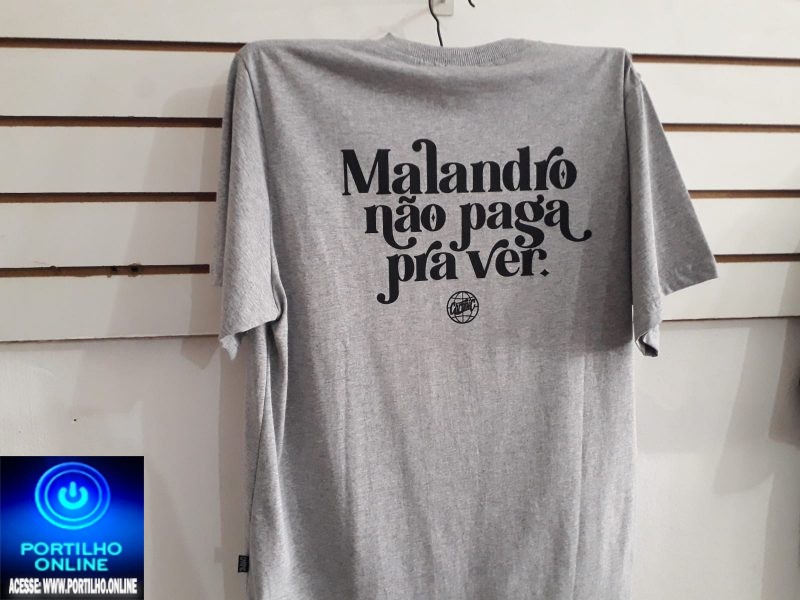 Malandro
não paga
pra ver.
PORTILHO
ONLINE
ACESSE: WWW.PORTILHO.ONLINE